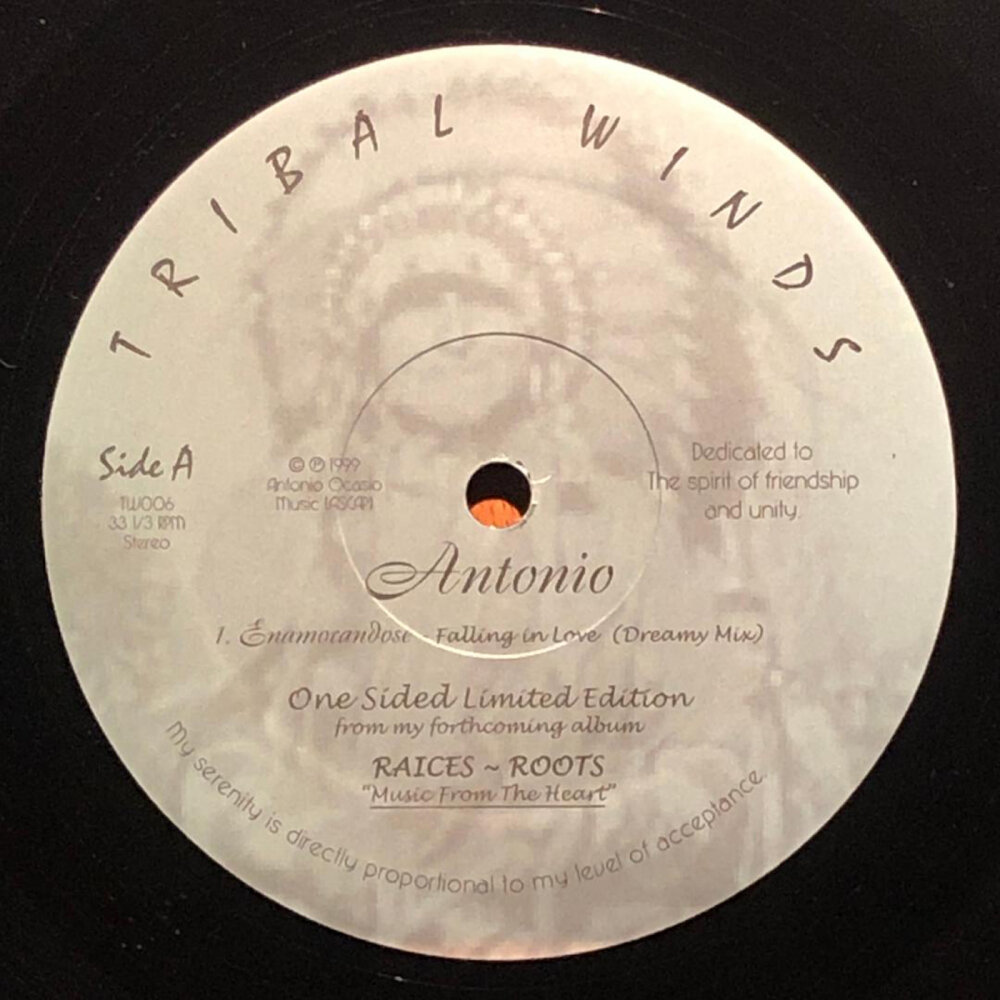 TRIBAL WINDS
Side A
TW006
33 1/3 RPM
Stereo
© ℗ 1999
Antonio Ocasio
Music (ASCAP)
Dedicated to
The spirit of friendship
and unity.
Antonio
1. Enamorandose - Falling in Love (Dreamy Mix)
One Sided Limited Edition
from my forthcoming album
RAICES ~ ROOTS
"Music From The Heart"
My serenity is directly proportional to my level of acceptance.